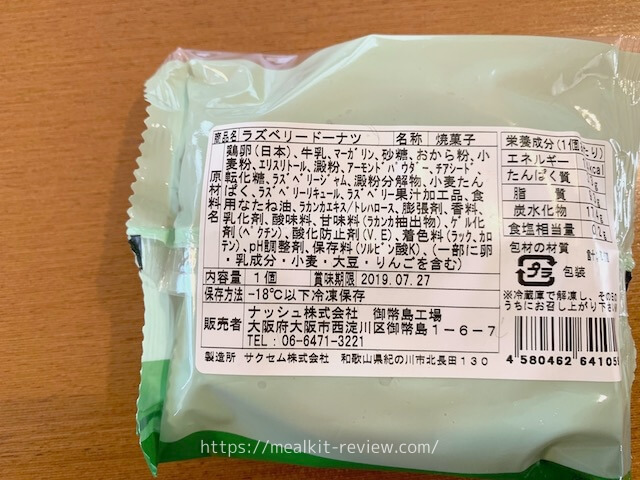 商品名 ラズベリードーナツ 名称 焼菓子
原材料
鶏卵(日本)、牛乳、マーガリン、砂糖、おから粉、小
麦粉、エリスリトール、澱粉、アーモンドパウダー、チアシード、
転化糖、ラズベリージャム、澱粉分解物、小麦たん
ぱく、ラズベリーリキュール、ラズベリー果汁加工品、食
用なたね油、ラカンカエキス/トレハロース、膨張剤、香料、
乳化剤、酸味料、甘味料(ラカンカ抽出物)、ゲル化
剤(ペクチン)、酸化防止剤(V.E)、着色料(ラック、カロ
テン)、pH調整剤、保存料(ソルビン酸K)、(一部に卵
・乳成分・小麦・大豆・りんごを含む)
内容量 1個 賞味期限 2019.07.27
保存方法 -18℃以下冷凍保存
販売者 ナッシュ株式会社 御幣島工場
大阪府大阪市西淀川区御幣島1-6-7
TEL:06-6471-3221
製造所 サクセム株式会社 和歌山県紀の川市北長田130
栄養成分(1個
エネルギー
たんぱく質
脂質
炭水化物
食塩相当量
包材の材質
プラ 包装
※冷蔵庫で解凍し、その
うちにお召し上がり下さ
4 580462 64105
https://mealkit-review.com/